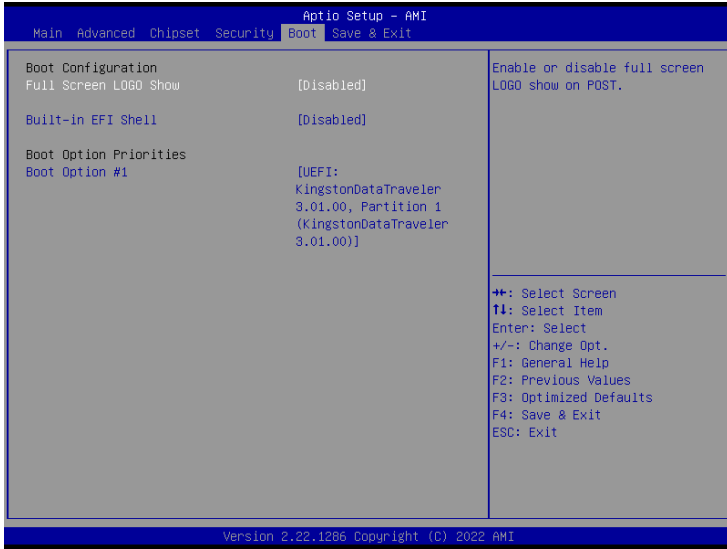 Aptio Setup – AMI
Main Advanced Chipset Security Boot Save & Exit
Boot Configuration
Full Screen LOGO Show [Disabled]
Built-in EFI Shell [Disabled]
Boot Option Priorities
Boot Option #1 [UEFI:
KingstonDataTraveler
3.01.00, Partition 1
(KingstonDataTraveler
3.01.00)]
Enable or disable full screen
LOGO show on POST.
→←: Select Screen
↑↓: Select Item
Enter: Select
+/-: Change Opt.
F1: General Help
F2: Previous Values
F3: Optimized Defaults
F4: Save & Exit
ESC: Exit
Version 2.22.1286 Copyright (C) 2022 AMI